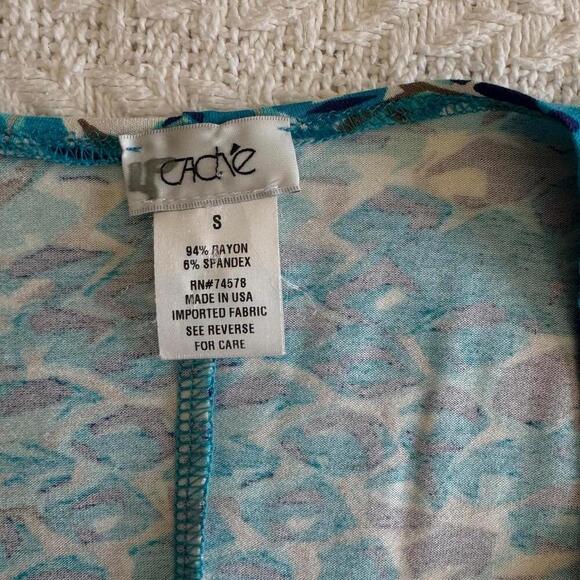 CACHÉ
S
94% RAYON
6% SPANDEX
RN#74578
MADE IN USA
IMPORTED FABRIC
SEE REVERSE
FOR CARE